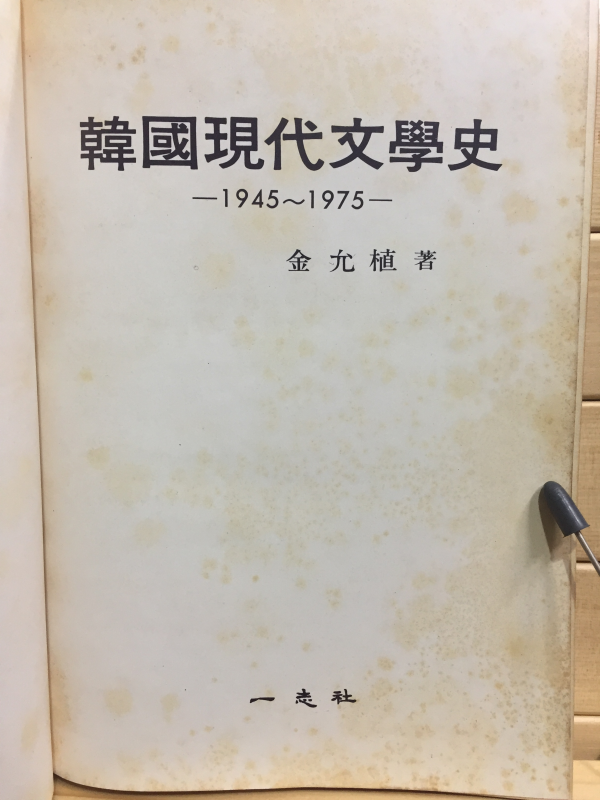 韓國現代文學史
—1945～1975—
金允植 著
一志社